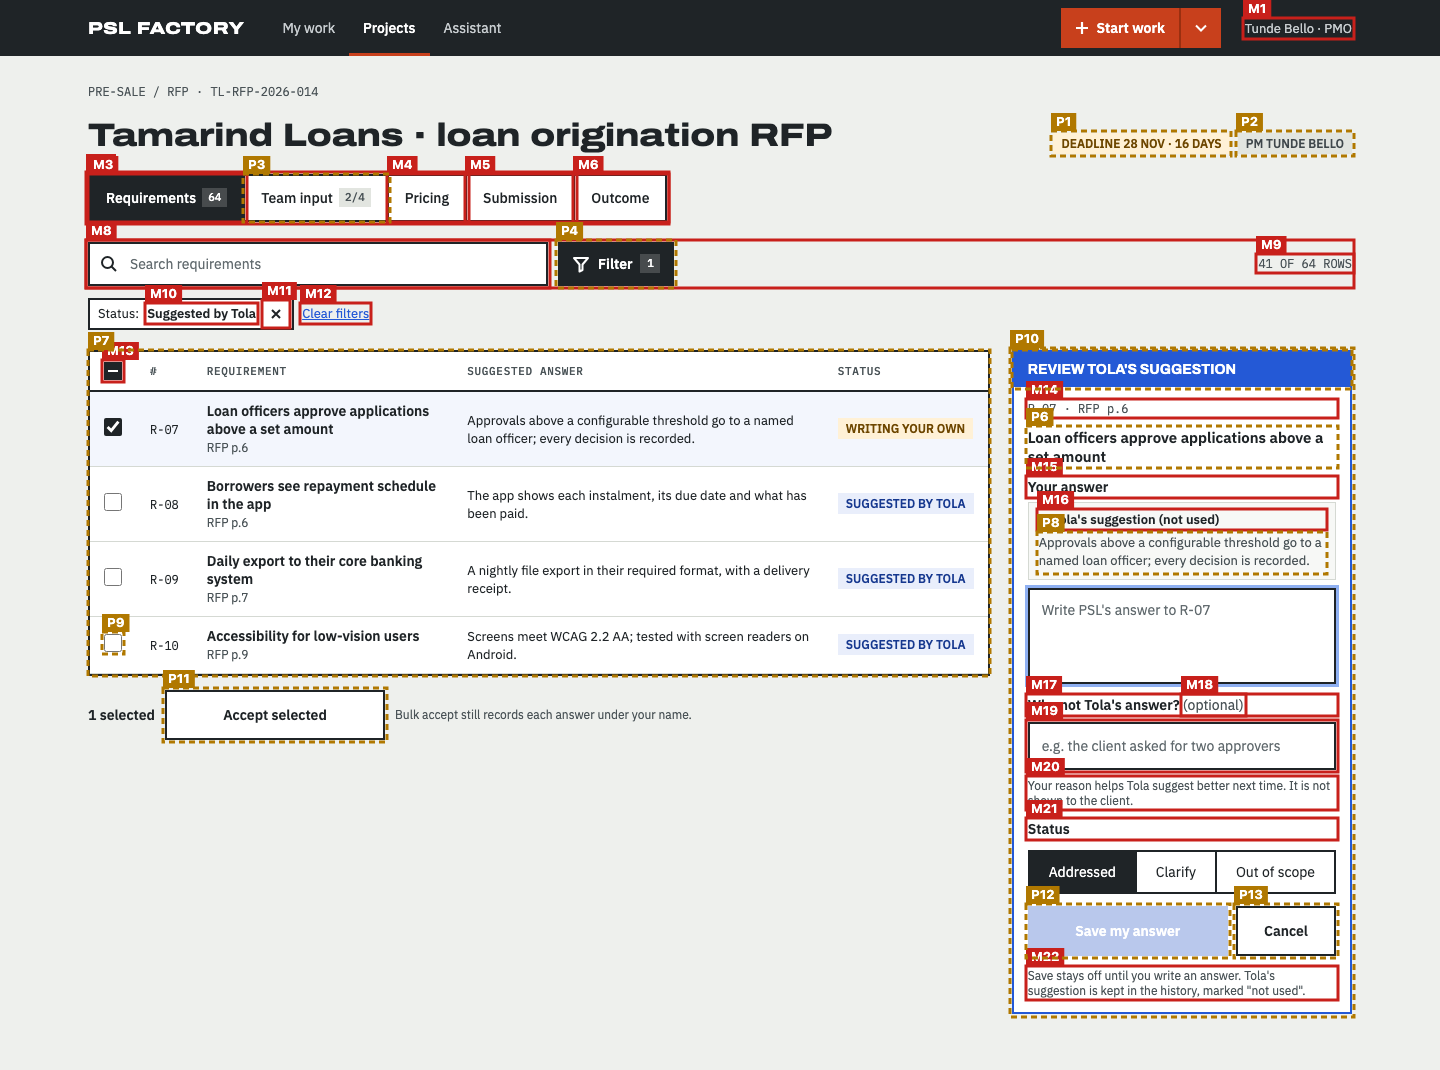 M1
PSL FACTORY
My work
Projects
Assistant
Start work
Tunde Bello · PMO
PRE-SALE / RFP · TL-RFP-2026-014
Tamarind Loans · loan origination RFP
P1
P2
DEADLINE 28 NOV · 16 DAYS
PM TUNDE BELLO
M3
P3
M4
M5
M6
Requirements 64
Team input 2/4
Pricing
Submission
Outcome
M8
P4
M9
Search requirements
Filter 1
41 OF 64 ROWS
M10
M11
M12
Status: Suggested by Tola
Clear filters
P7
M13
# REQUIREMENT SUGGESTED ANSWER STATUS
R-07
Loan officers approve applications
above a set amount
RFP p.6
Approvals above a configurable threshold go to a named
loan officer; every decision is recorded.
WRITING YOUR OWN
R-08
Borrowers see repayment schedule
in the app
RFP p.6
The app shows each instalment, its due date and what has
been paid.
SUGGESTED BY TOLA
R-09
Daily export to their core banking
system
RFP p.7
A nightly file export in their required format, with a delivery
receipt.
SUGGESTED BY TOLA
P9
R-10
Accessibility for low-vision users
RFP p.9
Screens meet WCAG 2.2 AA; tested with screen readers on
Android.
SUGGESTED BY TOLA
P11
1 selected
Accept selected
Bulk accept still records each answer under your name.
P10
REVIEW TOLA'S SUGGESTION
M14
· RFP p.6
P6
Loan officers approve applications above a
set amount
M15
Your answer
M16
suggestion (not used)
P8
Approvals above a configurable threshold go to a
named loan officer; every decision is recorded.
Write PSL's answer to R-07
M17
M18
not Tola's answer? (optional)
M19
e.g. the client asked for two approvers
M20
Your reason helps Tola suggest better next time. It is not
to the client.
M21
Status
Addressed
Clarify
Out of scope
P12
P13
Save my answer
Cancel
M22
Save stays off until you write an answer. Tola's
suggestion is kept in the history, marked "not used".